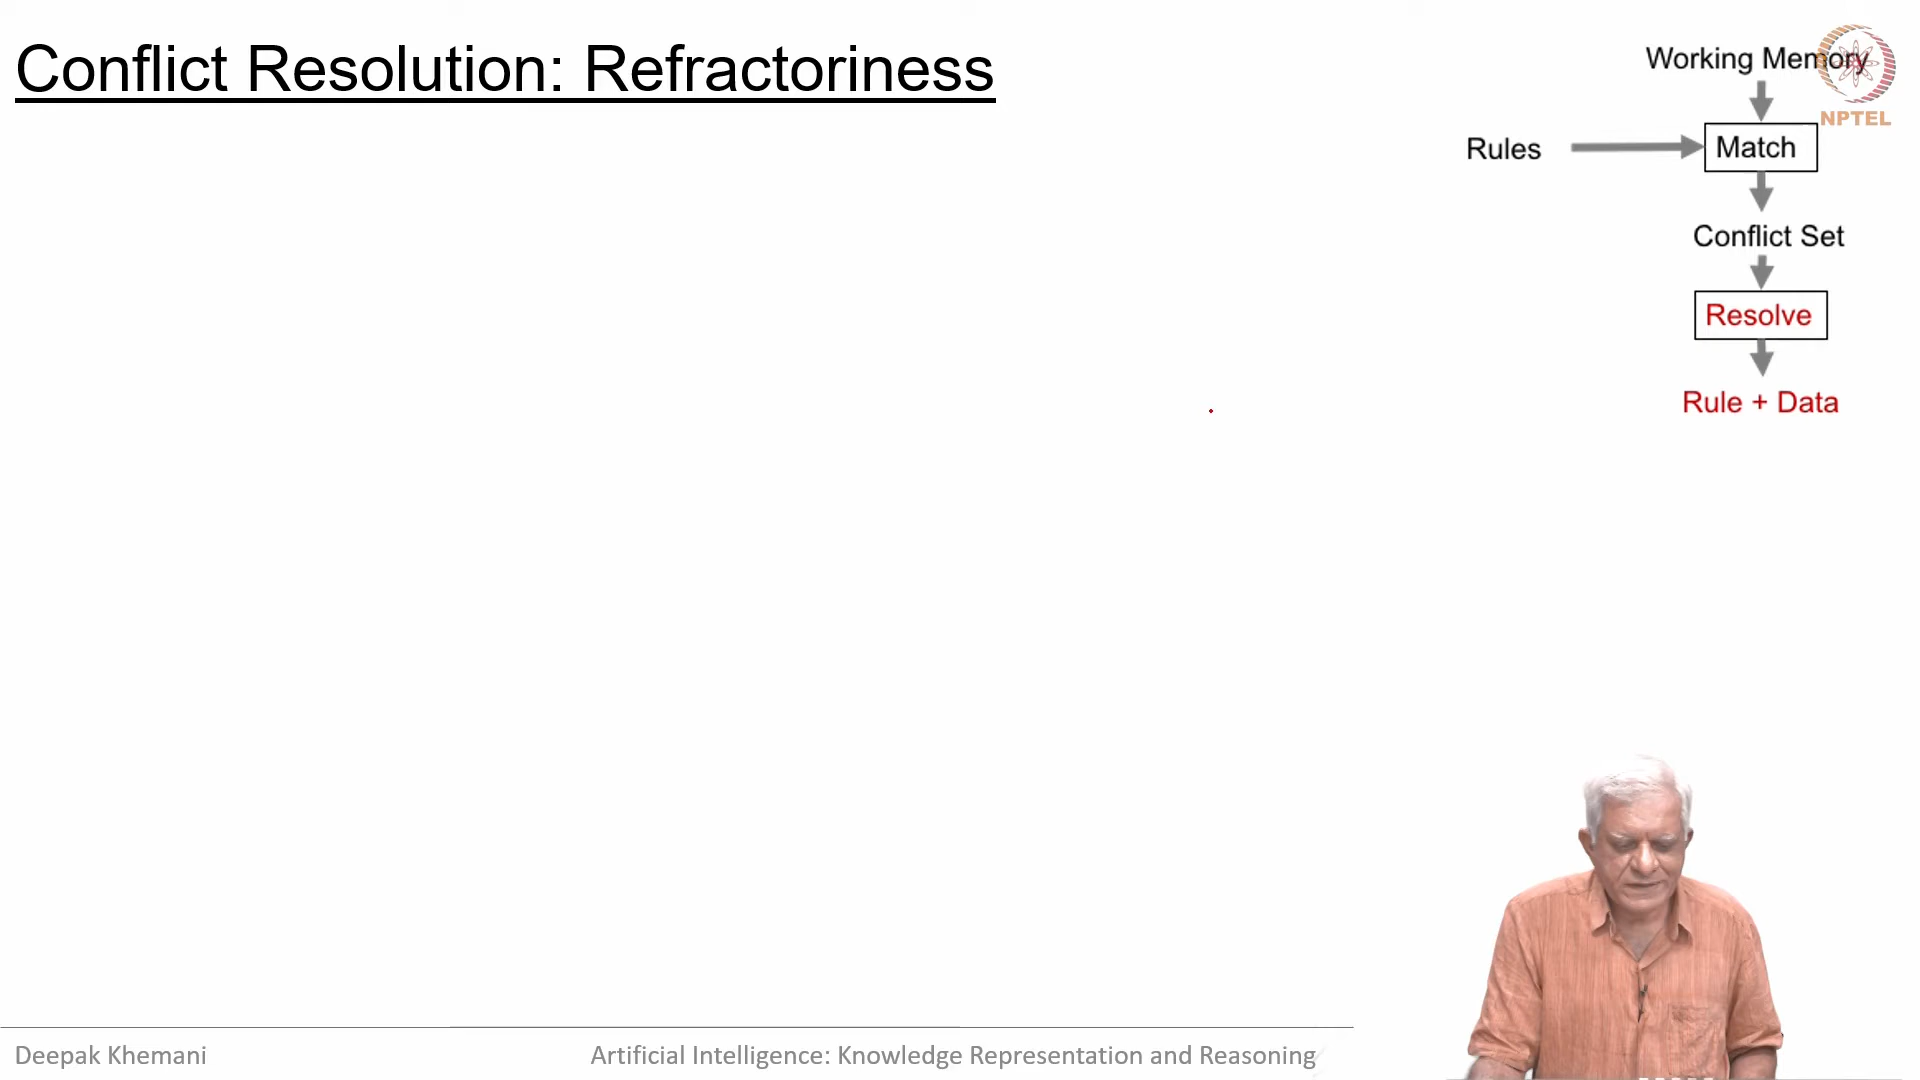 Conflict Resolution: Refractoriness
Working Memory
NPTEL
Rules
Match
Conflict Set
Resolve
Rule + Data
Deepak Khemani
Artificial Intelligence: Knowledge Representation and Reasoning